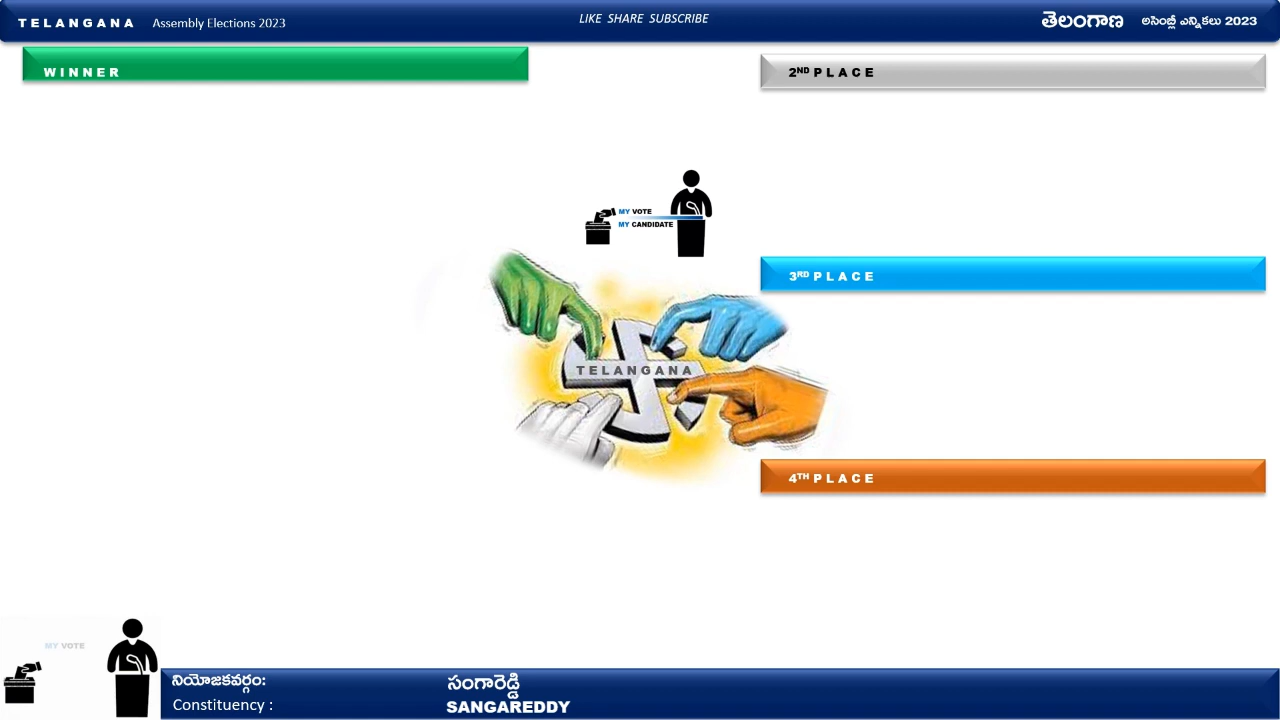 TELANGANA Assembly Elections 2023
LIKE SHARE SUBSCRIBE
తెలంగాణ అసెంబ్లీ ఎన్నికలు 2023
WINNER
2ND PLACE
MY VOTE
MY CANDIDATE
3RD PLACE
TELANGANA
4TH PLACE
MY VOTE
నియోజకవర్గం: సంగారెడ్డి
Constituency : SANGAREDDY